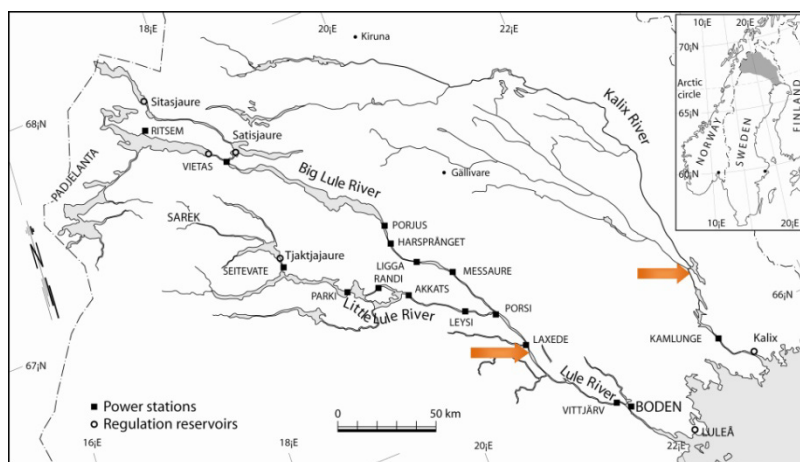 18¡E
20¡E
22¡E
Kiruna
70¡N
20¡E
30¡E
Arctic
circle
65¡N
60¡N
NORWAY
SWEDEN
FINLAND
10¡E
20¡E
Sitasjaure
68¡N
RITSEM
Satisjaure
VIETAS
PADJELANTA
Big Lule River
Gällivare
Kalix River
SAREK
PORJUS
HARSPRÅNGET
Tjaktjajaure
SEITEVATE
LIGGA
RANDI
MESSAURE
PARKI
AKKATS
Little Lule River
LEYSI
PORSI
66¡N
KAMLUNGE
Kalix
LAXEDE
67¡N
Lule River
VITTJÄRV
BODEN
LULEÅ
N
Power stations
Regulation reservoirs
0
50 km
16¡E
18¡E
20¡E
22¡E